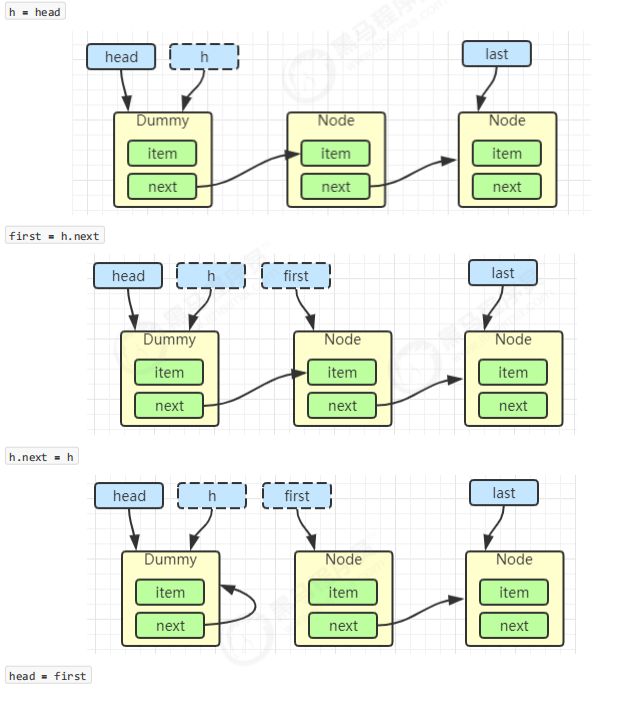 h = head
head h last
Dummy Node Node
item item item
next next next
first = h.next
head h first last
Dummy Node Node
item item item
next next next
h.next = h
head h first last
Dummy Node Node
item item item
next next next
head = first